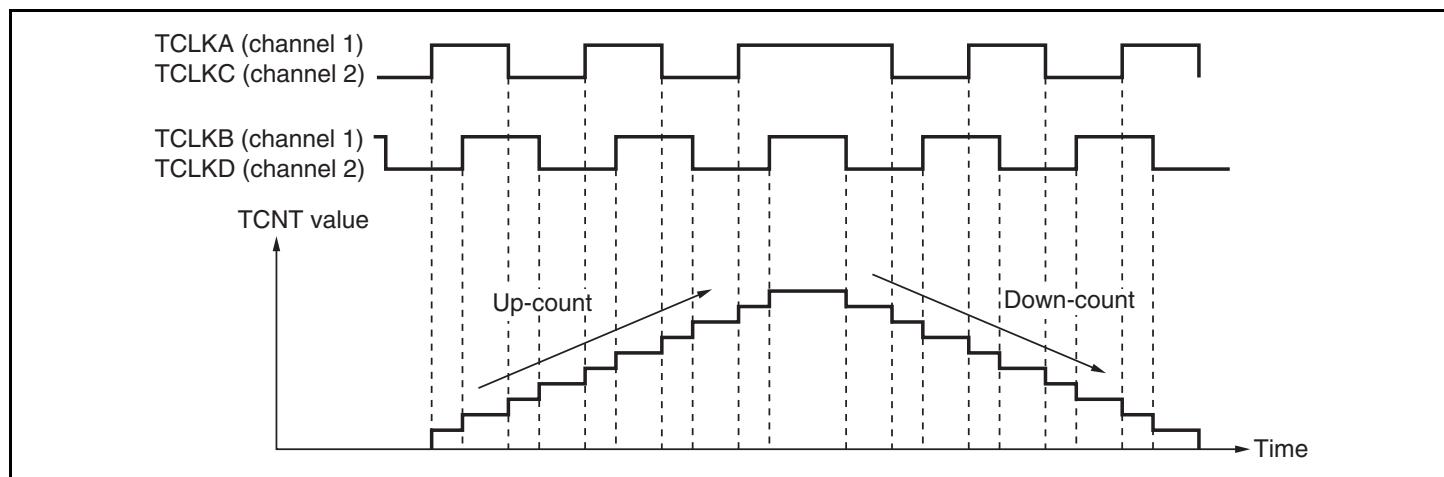 TCLKA (channel 1)
TCLKC (channel 2)
TCLKB (channel 1)
TCLKD (channel 2)
TCNT value
Up-count
Down-count
Time